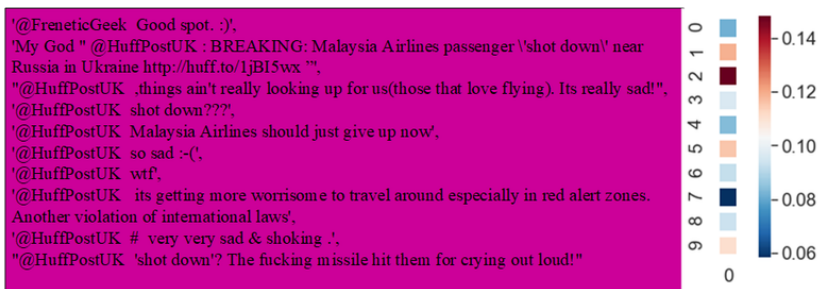 '@FreneticGeek  Good spot. :)',
'My God " @HuffPostUK : BREAKING: Malaysia Airlines passenger \'shot down\' near
Russia in Ukraine http://huff.to/1jBI5wx "',
"@HuffPostUK  ,things ain't really looking up for us(those that love flying). Its really sad!",
'@HuffPostUK  shot down???',
'@HuffPostUK  Malaysia Airlines should just give up now',
'@HuffPostUK  so sad :-(',
'@HuffPostUK  wtf',
'@HuffPostUK   its getting more worrisome to travel around especially in red alert zones.
Another violation of international laws',
'@HuffPostUK  #  very very sad & shoking .',
"@HuffPostUK  'shot down'? The fucking missile hit them for crying out loud!"
0
1
2
3
4
5
6
7
8
9
0
0.14
0.12
0.10
0.08
0.06